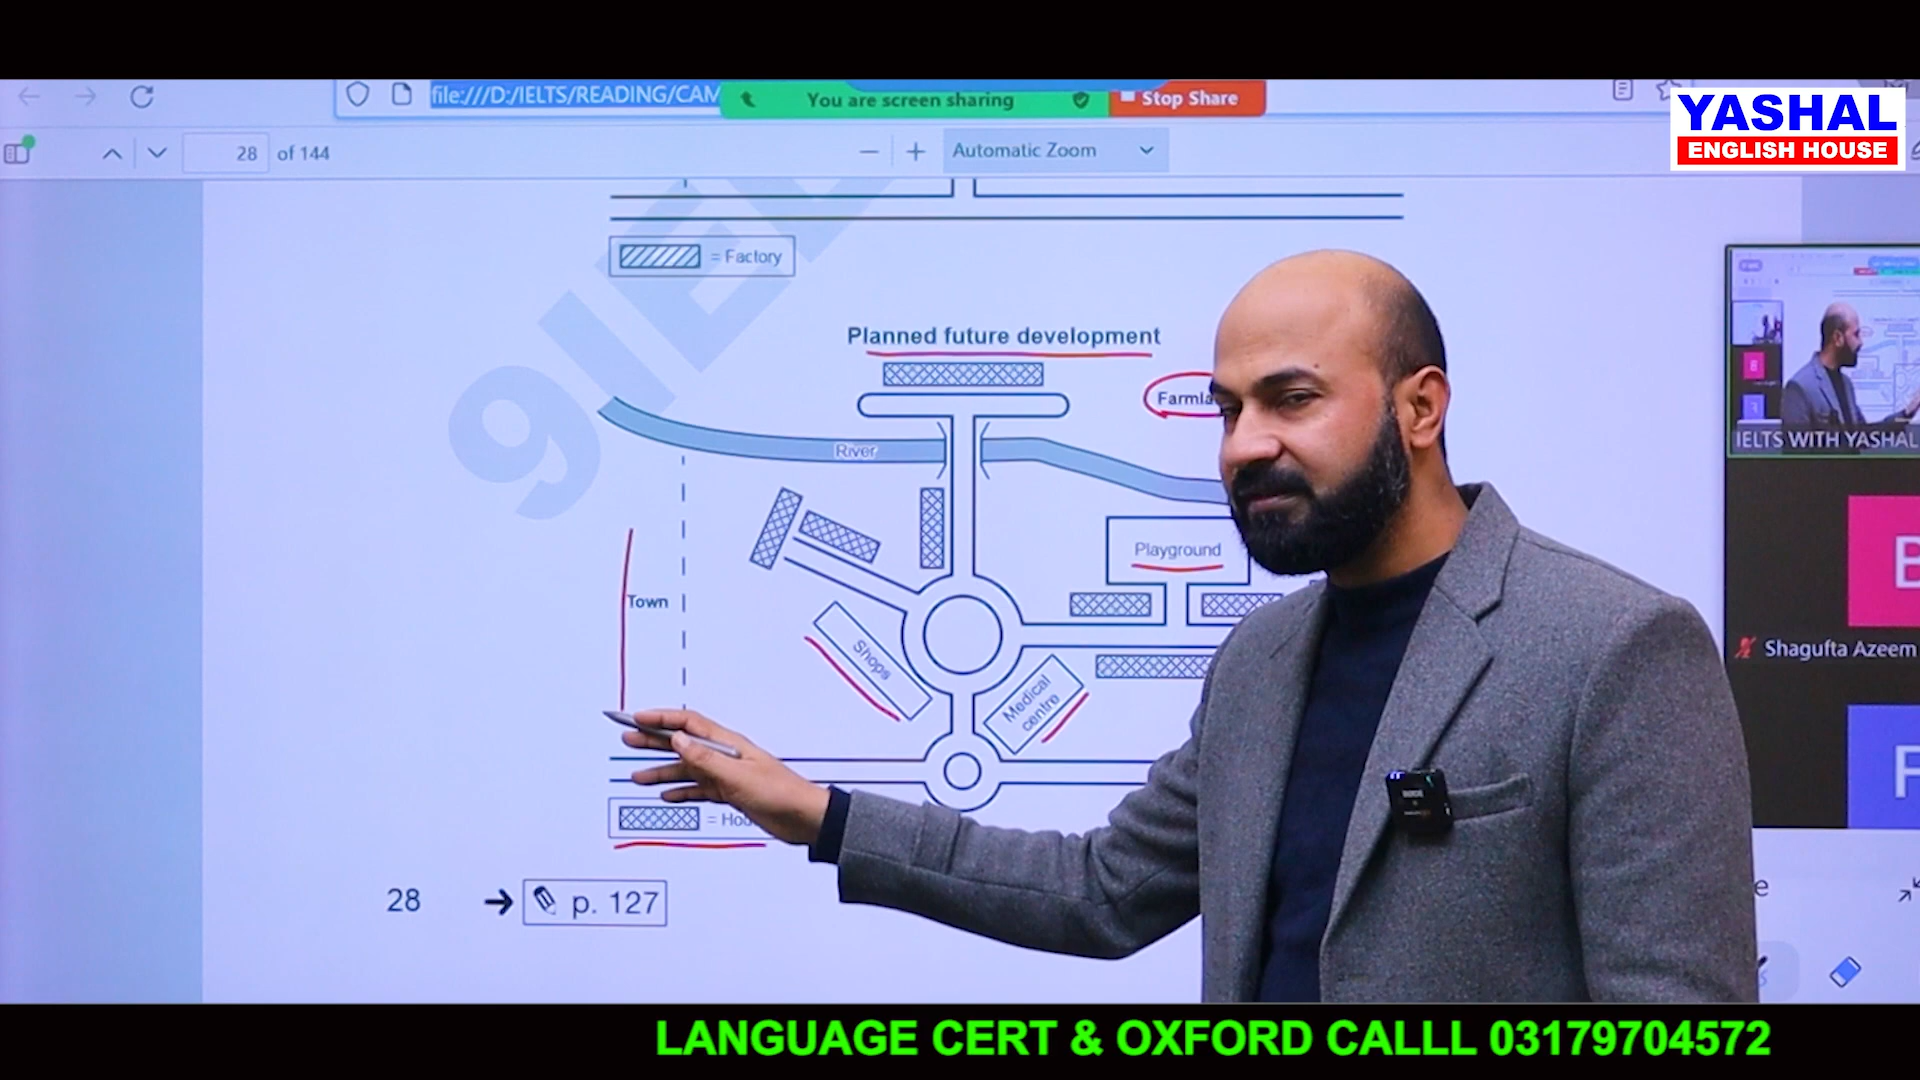 file:///D:/IELTS/READING/CAM
You are screen sharing
Stop Share
YASHAL
ENGLISH HOUSE
28 of 144
Automatic Zoom
= Factory
9IEL
Planned future development
Farmla
River
IELTS WITH YASHAL
Playground
Town
Shops
Medical
centre
Shagufta Azeem
= Hou
28
p. 127
LANGUAGE CERT & OXFORD CALLL 03179704572